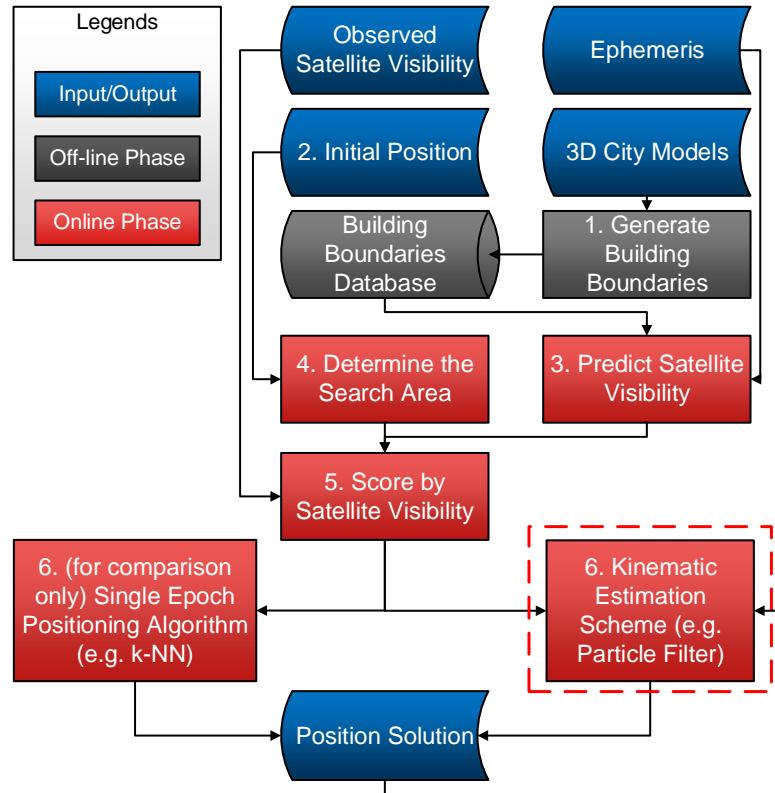 Legends
Input/Output
Off-line Phase
Online Phase
Observed
Satellite Visibility
Ephemeris
2. Initial Position
3D City Models
Building
Boundaries
Database
1. Generate
Building
Boundaries
4. Determine the
Search Area
3. Predict Satellite
Visibility
5. Score by
Satellite Visibility
6. (for comparison
only) Single Epoch
Positioning Algorithm
(e.g. k-NN)
6. Kinematic
Estimation
Scheme (e.g.
Particle Filter)
Position Solution